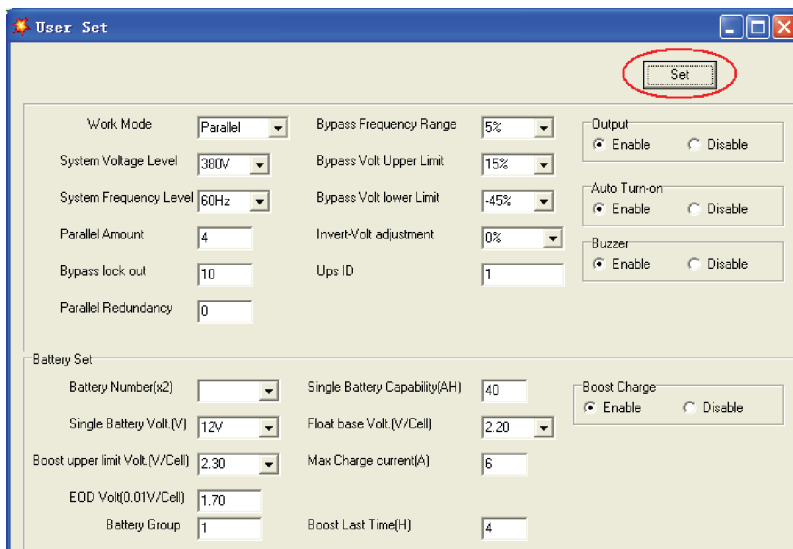 User Set
Set
Work Mode Parallel Bypass Frequency Range 5% Output
Enable Disable
System Voltage Level 380V Bypass Volt Upper Limit 15%
Auto Turn-on
System Frequency Level 60Hz Bypass Volt lower Limit -45% Enable Disable
Parallel Amount 4 Invert-Volt adjustment 0% Buzzer
Bypass lock out 10 Ups ID 1 Enable Disable
Parallel Redundancy 0
Battery Set
Battery Number(x2) Single Battery Capability(AH) 40 Boost Charge
Enable Disable
Single Battery Volt.(V) 12V Float base Volt.(V/Cell) 2.20
Boost upper limit Volt.(V/Cell) 2.30 Max Charge current(A) 6
EOD Volt(0.01V/Cell) 1.70
Battery Group 1 Boost Last Time(H) 4